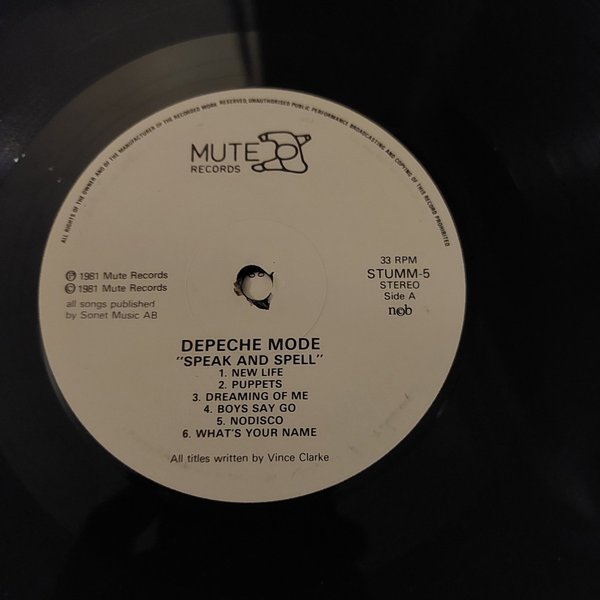 ALL RIGHTS OF THE OWNER AND OF THE MANUFACTURER OF THE RECORDED WORK RESERVED, UNAUTHORISED PUBLIC PERFORMANCE BROADCASTING AND COPYING OF THIS RECORD PROHIBITED
MUTE
RECORDS
33 RPM
STUMM-5
STEREO
Side A
ncb
℗ 1981 Mute Records
© 1981 Mute Records
all songs published
by Sonet Music AB
DEPECHE MODE
"SPEAK AND SPELL"
1. NEW LIFE
2. PUPPETS
3. DREAMING OF ME
4. BOYS SAY GO
5. NODISCO
6. WHAT'S YOUR NAME
All titles written by Vince Clarke